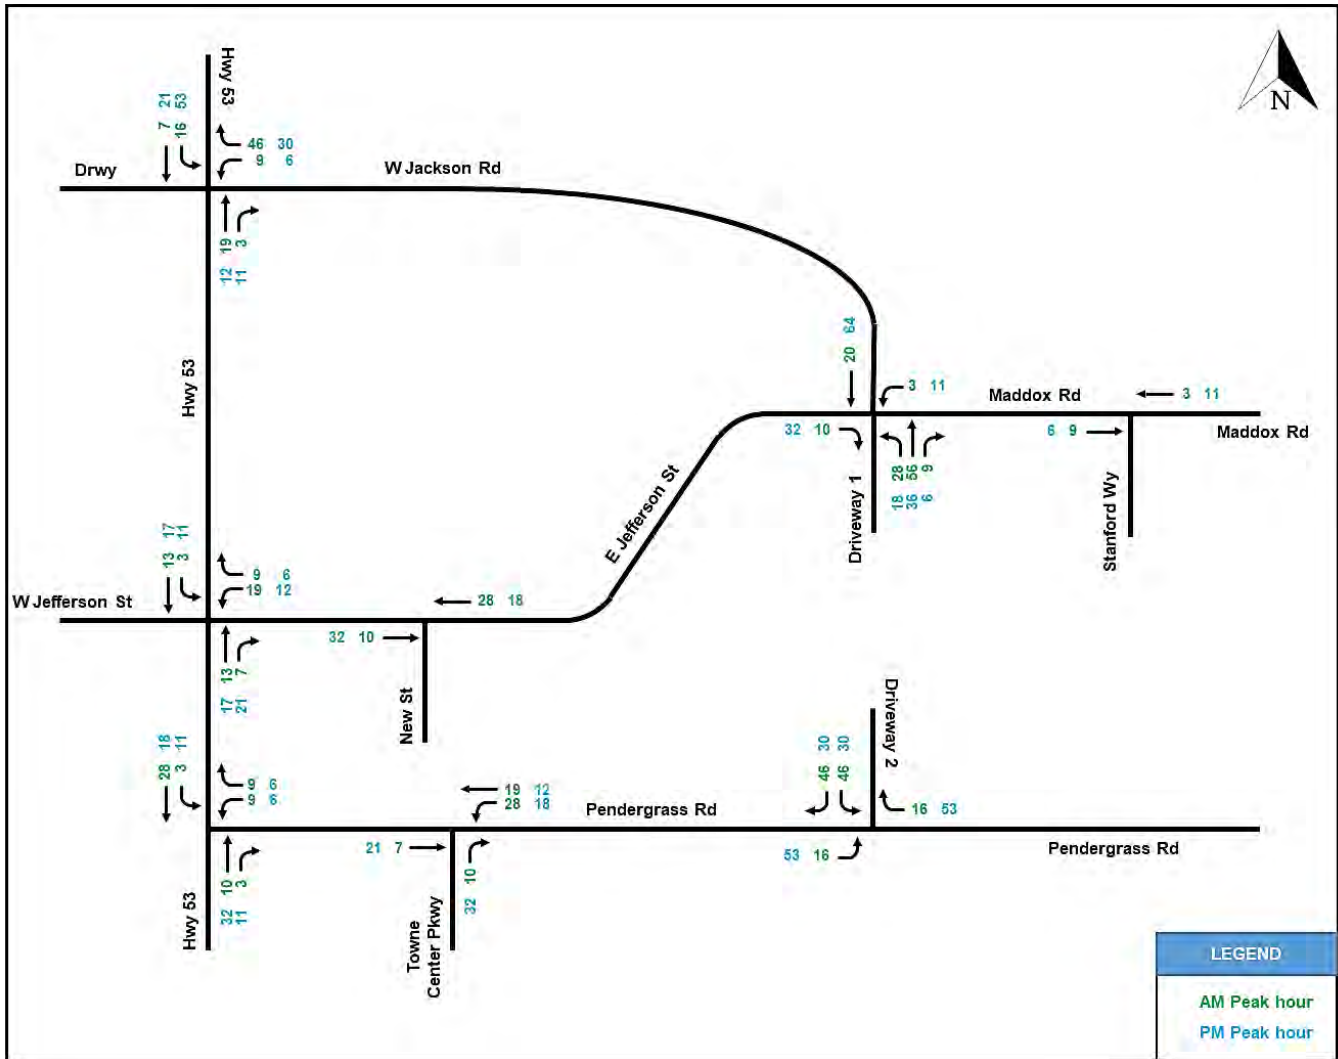 Hwy 53
N
7 21
16 53
46 30
9 6
Drwy
W Jackson Rd
19 12
3 11
Hwy 53
20 64
3 11
Maddox Rd
3 11
32 10
6 9
Maddox Rd
28 18
56 36
9 6
Driveway 1
Stanford Wy
E Jefferson St
13 17
3 11
9 6
19 12
W Jefferson St
28 18
32 10
13 17
7 21
New St
Driveway 2
28 18
3 11
9 6
9 6
19 12
28 18
Pendergrass Rd
46 30
46 30
16 53
21 7
53 16
Pendergrass Rd
10 32
3 11
10 32
Hwy 53
Towne
Center Pkwy
LEGEND
AM Peak hour
PM Peak hour